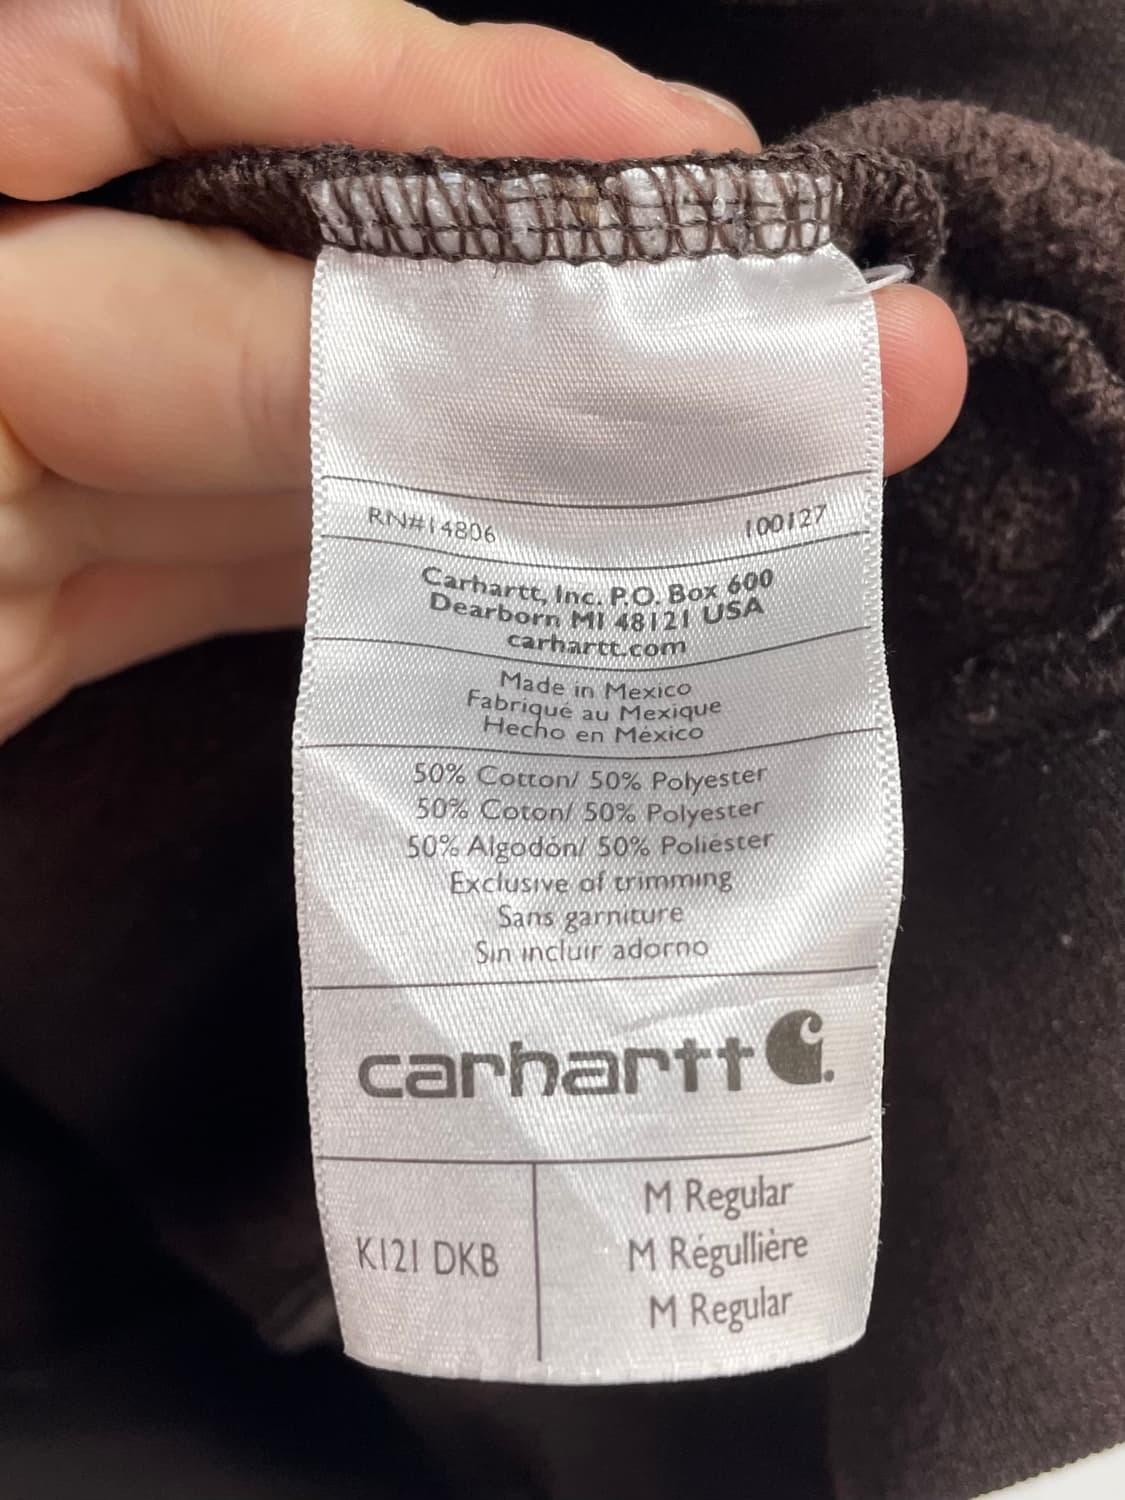 RN#14806 100127
Carhartt, Inc. P.O. Box 600
Dearborn MI 48121 USA
carhartt.com
Made in Mexico
Fabriqué au Mexique
Hecho en México
50% Cotton/ 50% Polyester
50% Coton/ 50% Polyester
50% Algodón/ 50% Poliéster
Exclusive of trimming
Sans garniture
Sin incluir adorno
carhartt
K121 DKB
M Regular
M Régullière
M Regular